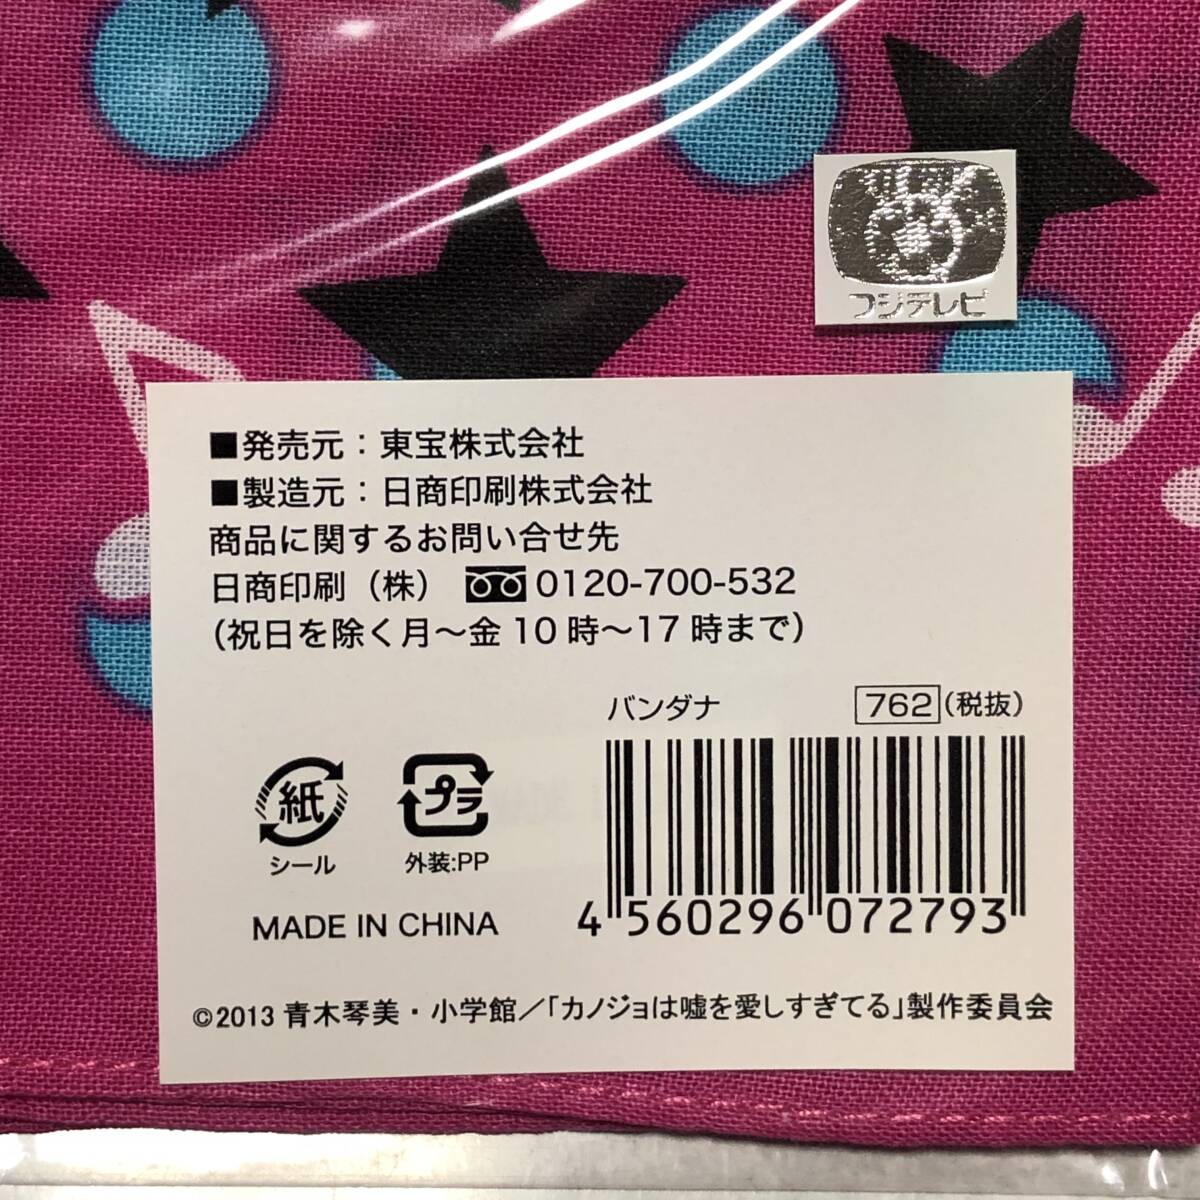 フジテレビ
■発売元：東宝株式会社
■製造元：日商印刷株式会社
商品に関するお問い合せ先
日商印刷（株） 0120-700-532
（祝日を除く月～金 10 時～17 時まで）
バンダナ 762 (税抜)
紙 プラ
シール 外装:PP
MADE IN CHINA
4 560296 072793
©2013 青木琴美・小学館／「カノジョは嘘を愛しすぎてる」製作委員会